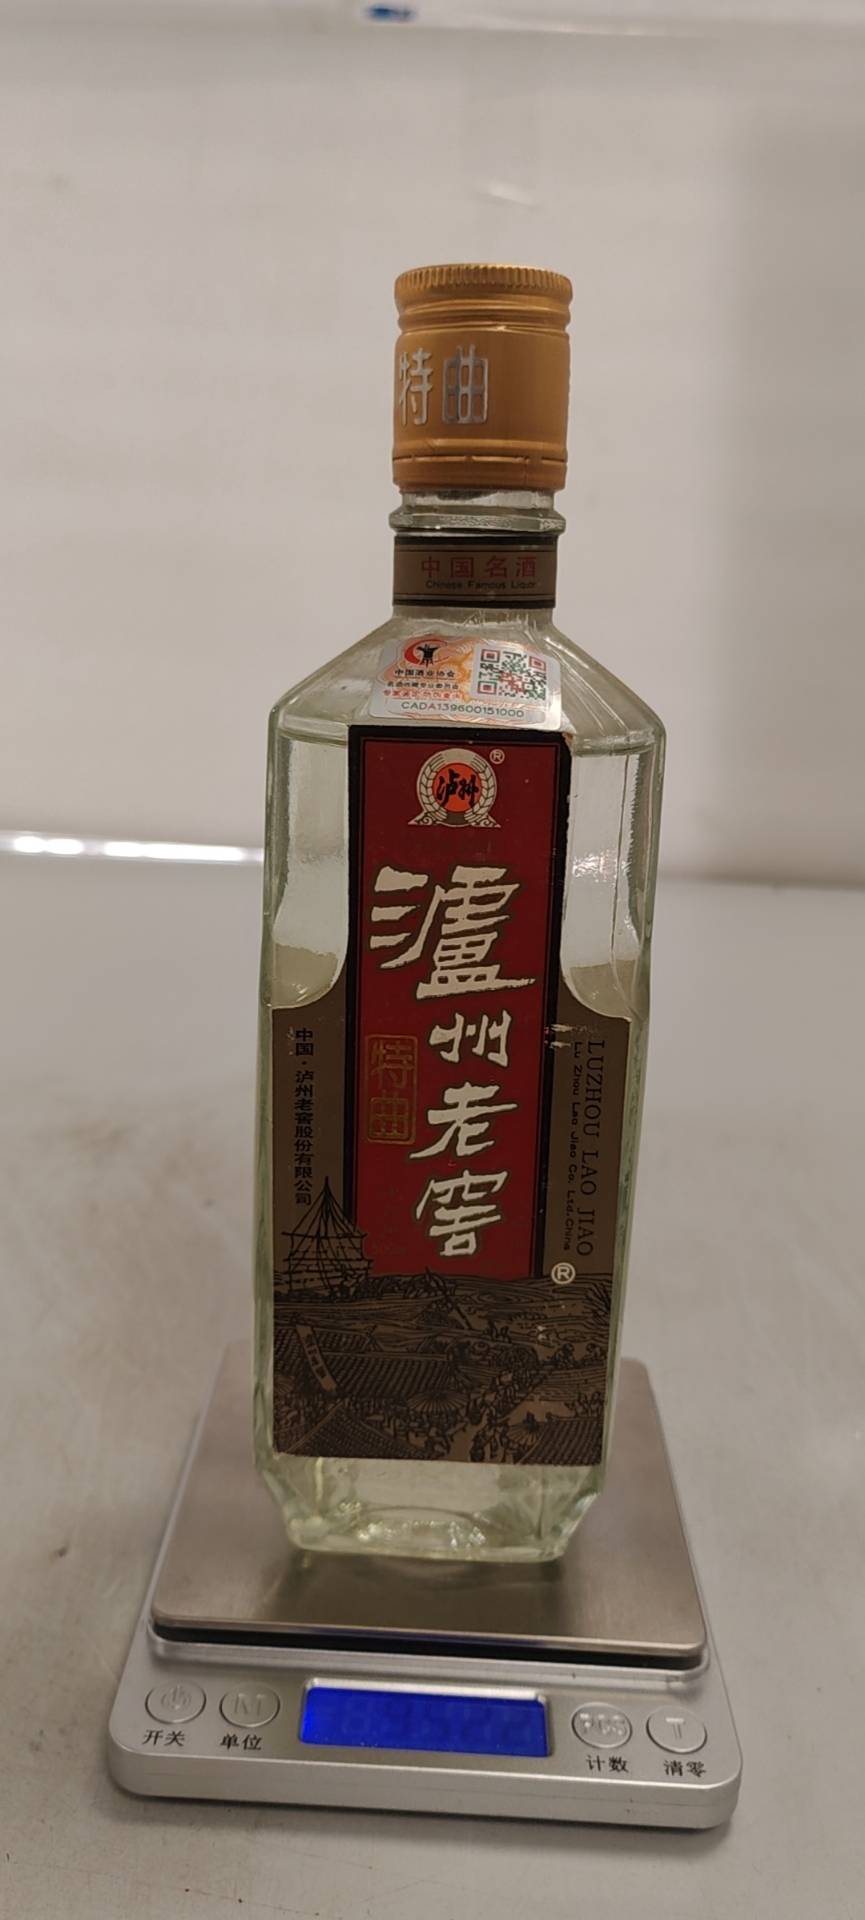 特曲
中国名酒
Chinese Famous Liquor
中国酒业协会
CADA139600151000
泸州
®
瀘州老窖
特曲
中国·泸州老窖股份有限公司
LUZHOU LAO JIAO
Lu Zhou Lao Jiao Co. Ltd.China
®
M
PCS
T
开关
单位
计数
清零